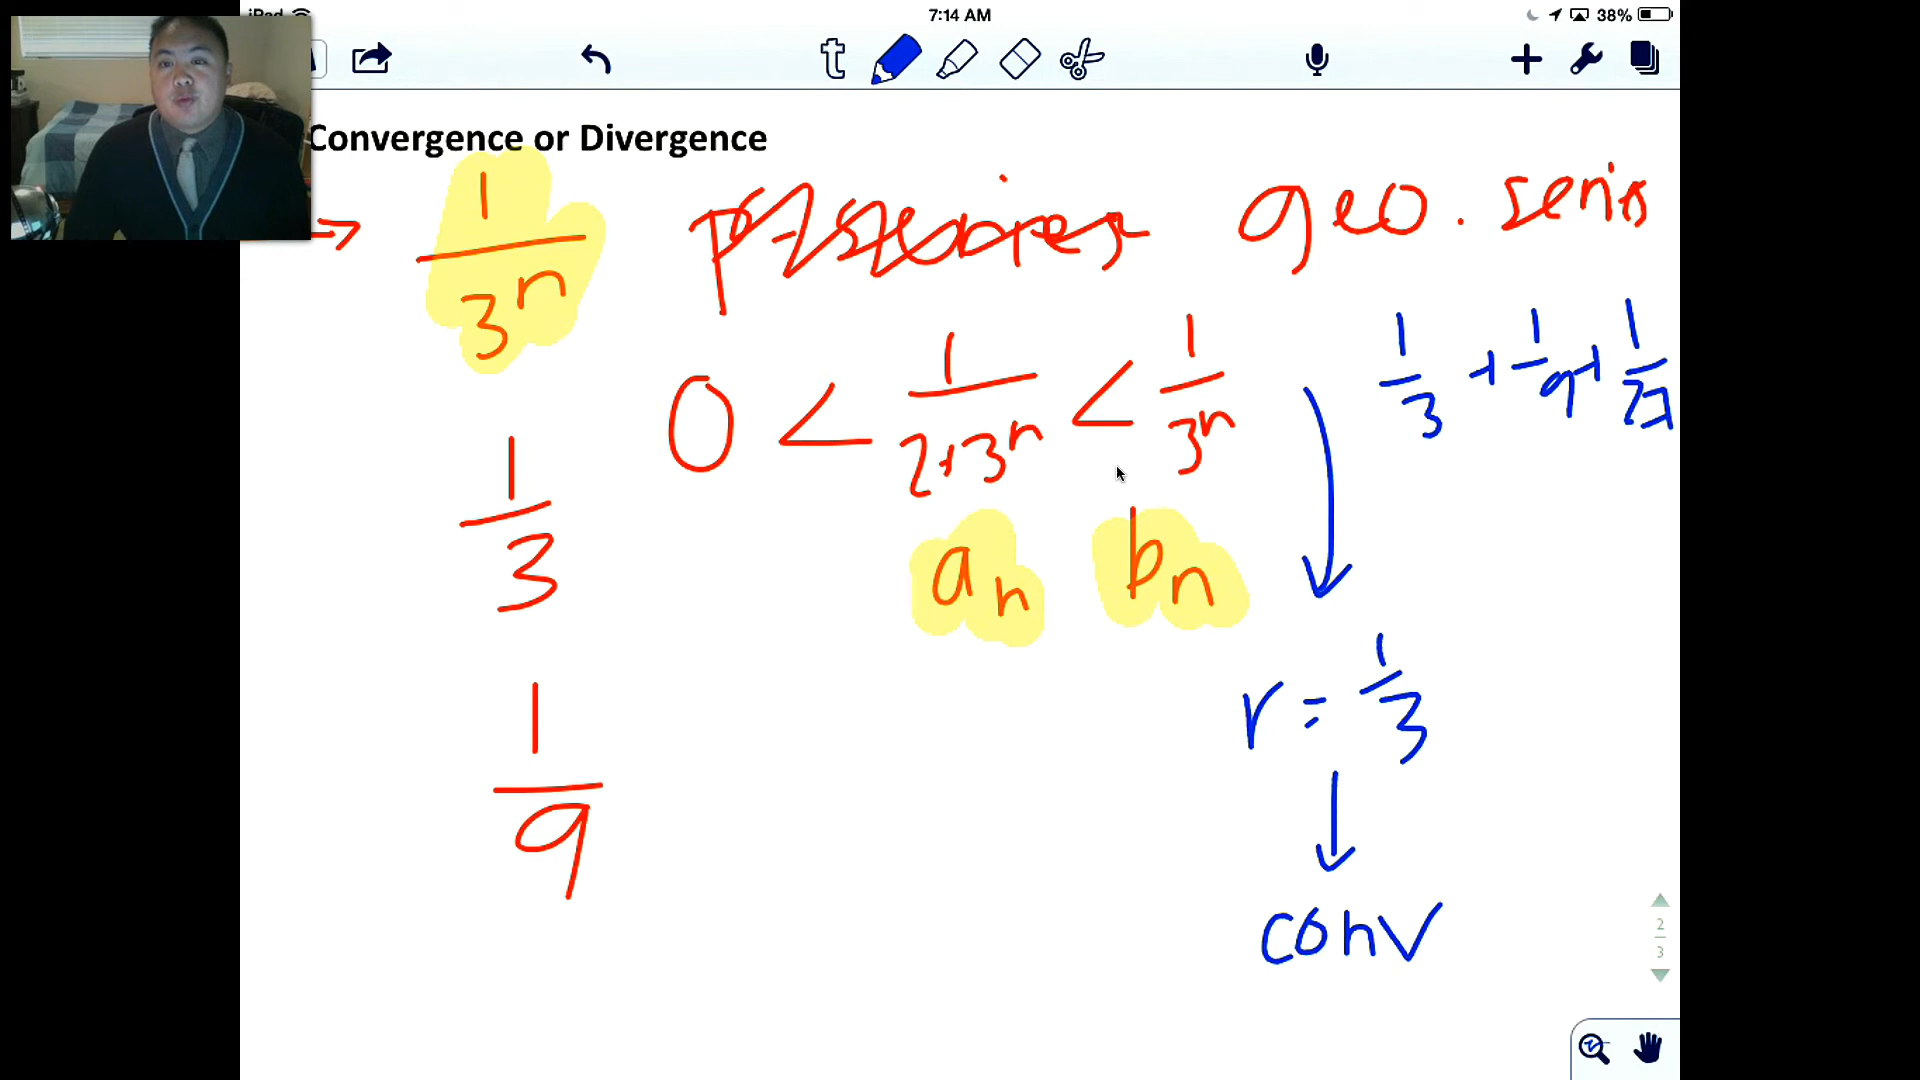 iPad 7:14 AM 38%
t
Convergence or Divergence
→ 1/3^n p-series geo. series
0 < 1/(2+3^n) < 1/3^n
1/3 + 1/9 + 1/27
a_n b_n
1/3
r = 1/3
1/9
conv
2/3